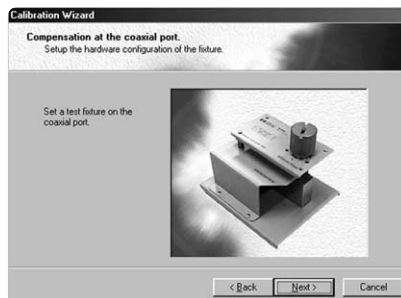 Calibration Wizard
Compensation at the coaxial port.
Setup the hardware configuration of the fixture.
Set a test fixture on the
coaxial port.
< Back
Next >
Cancel